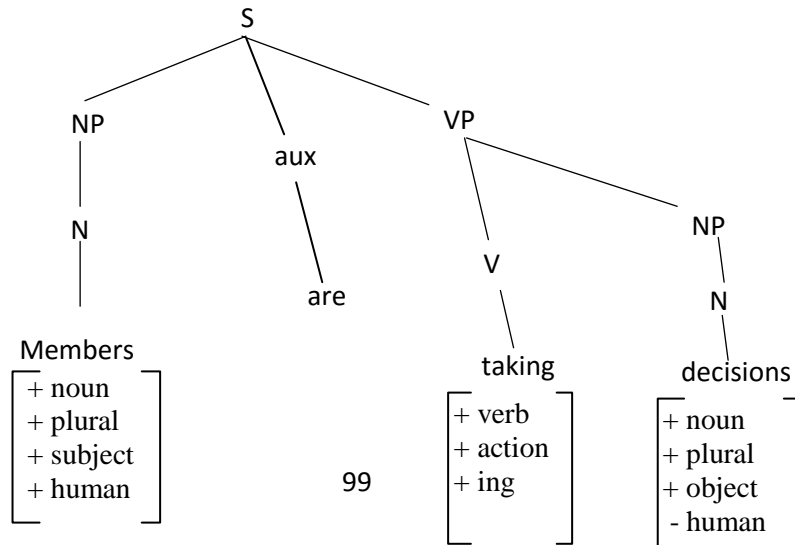 S
NP
aux
VP
N
are
V
NP
N
Members
taking
decisions
+ noun
+ plural
+ subject
+ human
+ verb
+ action
+ ing
+ noun
+ plural
+ object
- human
99